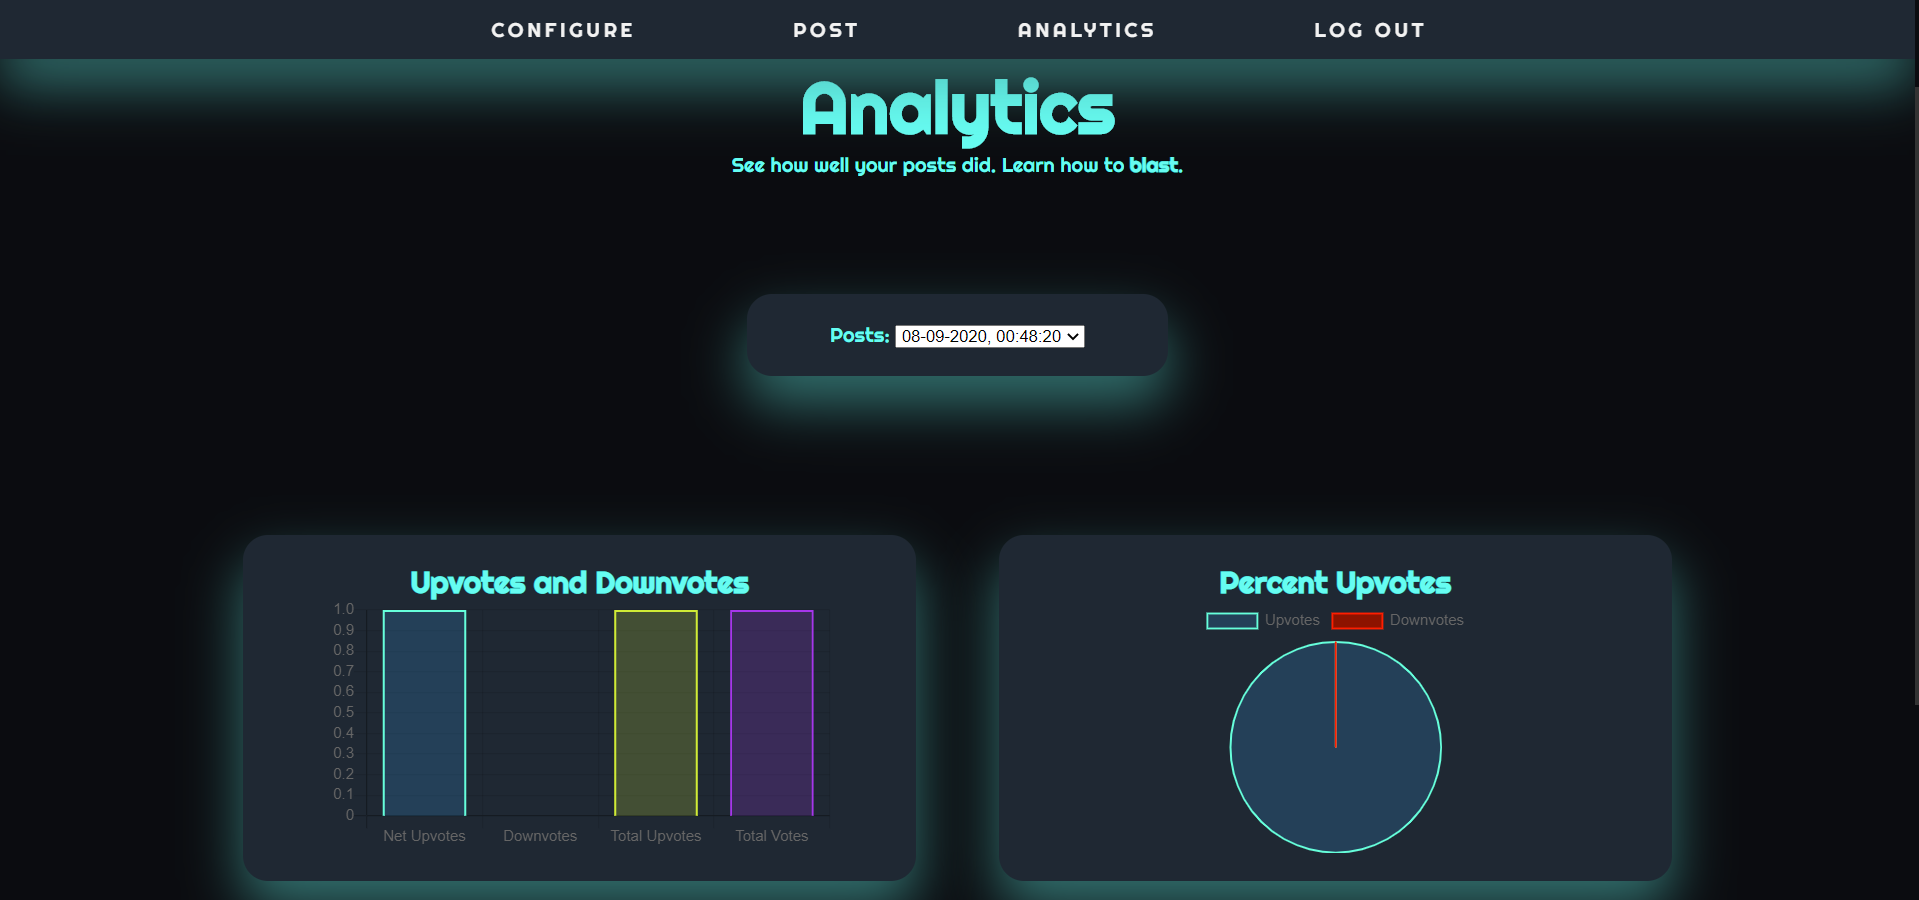 CONFIGURE POST ANALYTICS LOG OUT
Analytics
See how well your posts did. Learn how to blast.
Posts: 08-09-2020, 00:48:20
Upvotes and Downvotes
1.0
0.9
0.8
0.7
0.6
0.5
0.4
0.3
0.2
0.1
0
Net Upvotes Downvotes Total Upvotes Total Votes
Percent Upvotes
Upvotes Downvotes